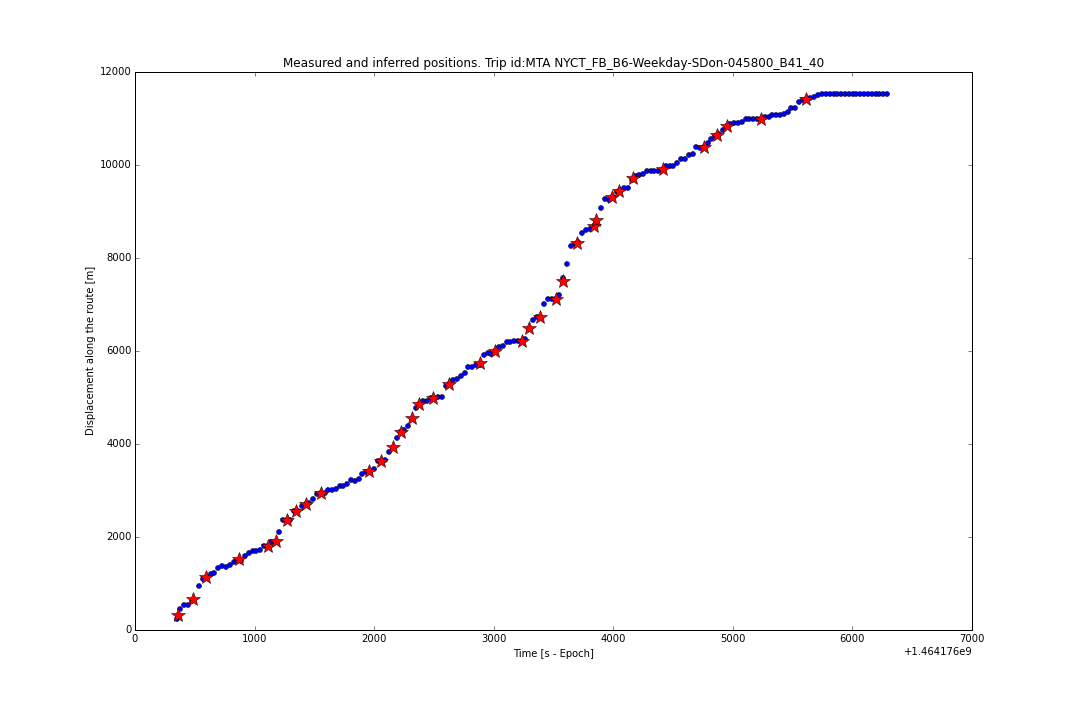 Measured and inferred positions. Trip id:MTA NYCT_FB_B6-Weekday-SDon-045800_B41_40
12000
10000
8000
6000
4000
2000
0
Displacement along the route [m]
0 1000 2000 3000 4000 5000 6000 7000
Time [s - Epoch]
+1.464176e9